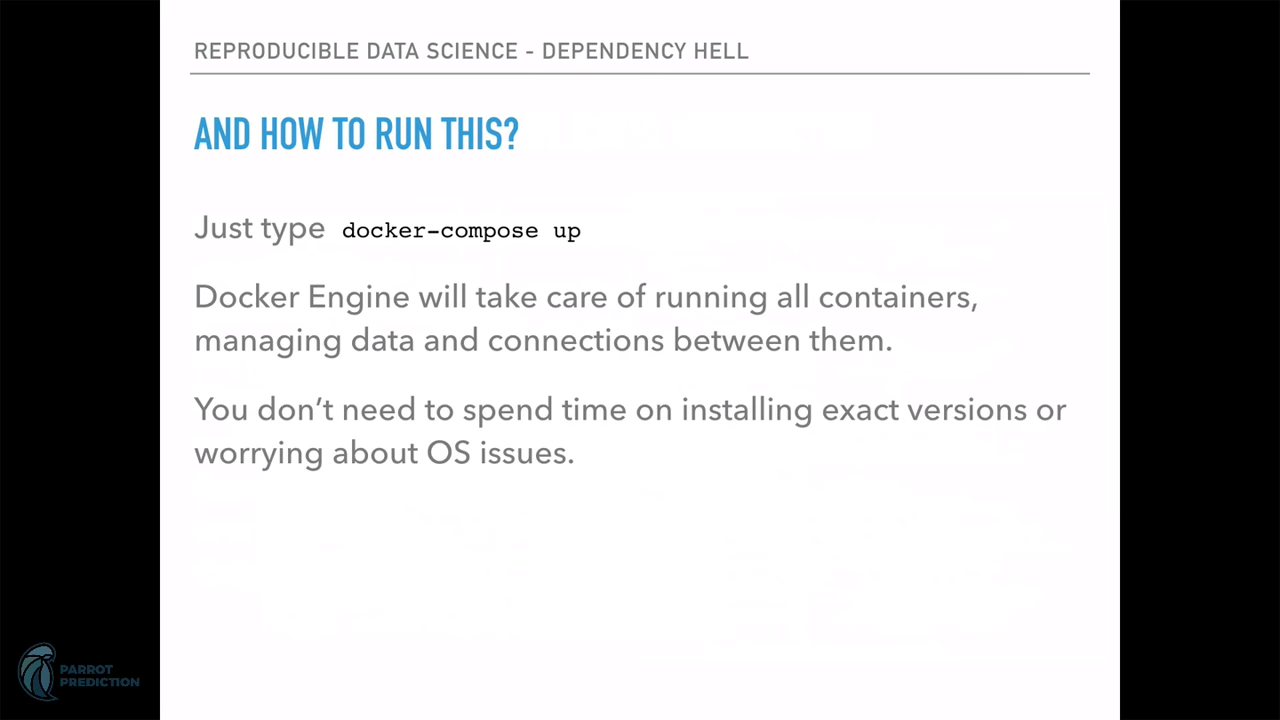 REPRODUCIBLE DATA SCIENCE - DEPENDENCY HELL
AND HOW TO RUN THIS?
Just type docker-compose up
Docker Engine will take care of running all containers,
managing data and connections between them.
You don’t need to spend time on installing exact versions or
worrying about OS issues.
PARROT
PREDICTION